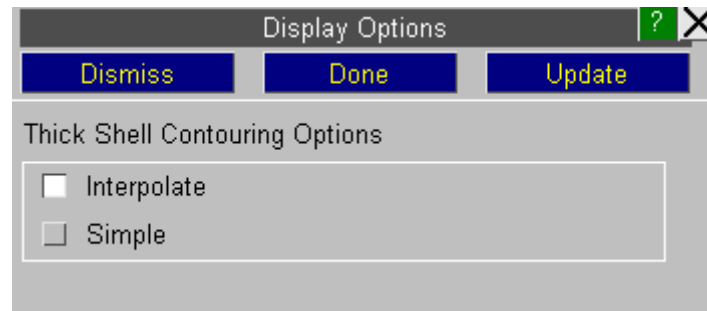 Display Options ? X
Dismiss Done Update
Thick Shell Contouring Options
Interpolate
Simple